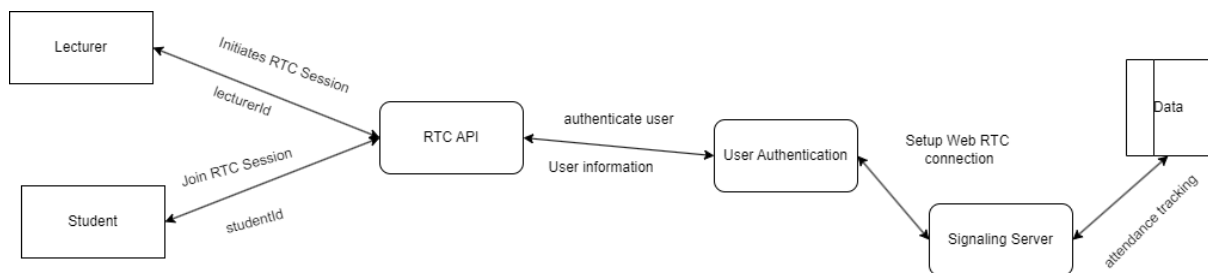 Lecturer
Initiates RTC Session
lecturerId
RTC API
Join RTC Session
studentId
Student
authenticate user
User information
User Authentication
Setup Web RTC
connection
Signaling Server
attendance tracking
Data